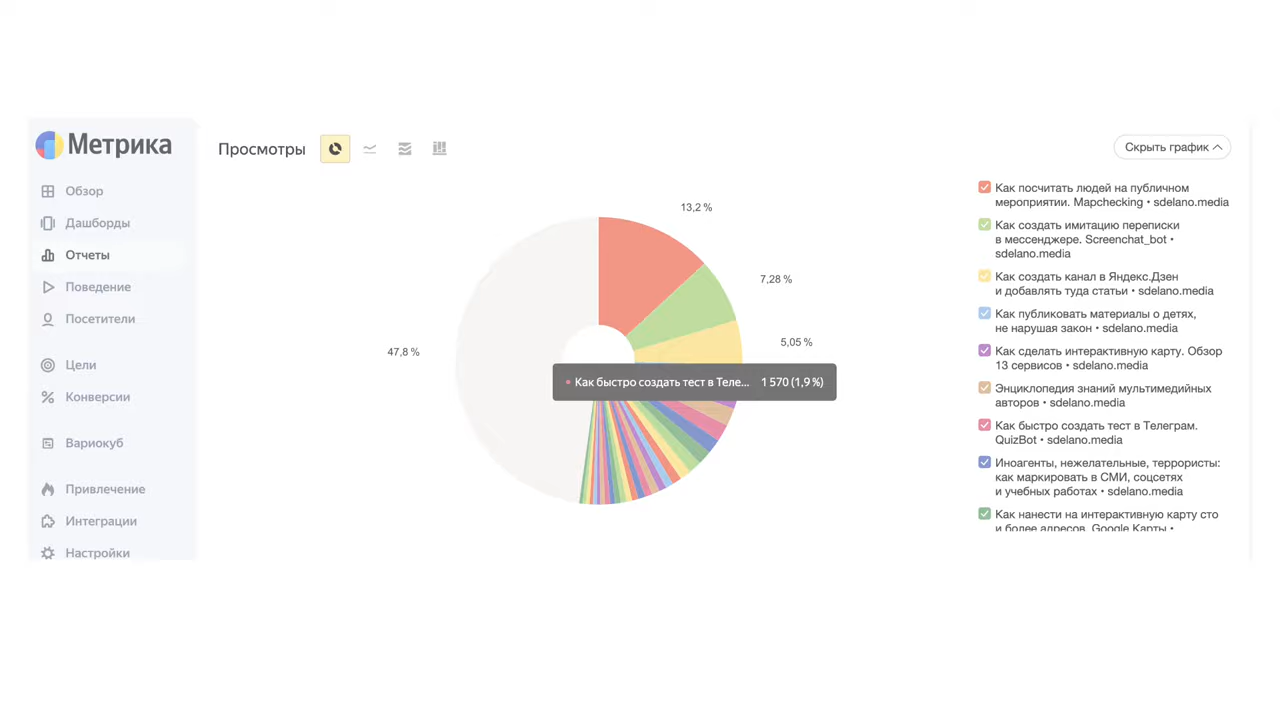 Метрика
Обзор
Дашборды
Отчеты
Поведение
Посетители
Цели
Конверсии
Вариокуб
Привлечение
Интеграции
Настройки
Просмотры
Скрыть график
13,2 %
7,28 %
5,05 %
47,8 %
Как быстро создать тест в Теле... 1 570 (1,9 %)
Как посчитать людей на публичном
мероприятии. Mapchecking • sdelano.media
Как создать имитацию переписки
в мессенджере. Screenchat_bot •
sdelano.media
Как создать канал в Яндекс.Дзен
и добавлять туда статьи • sdelano.media
Как публиковать материалы о детях,
не нарушая закон • sdelano.media
Как сделать интерактивную карту. Обзор
13 сервисов • sdelano.media
Энциклопедия знаний мультимедийных
авторов • sdelano.media
Как быстро создать тест в Телеграм.
QuizBot • sdelano.media
Иноагенты, нежелательные, террористы:
как маркировать в СМИ, соцсетях
и учебных работах • sdelano.media
Как нанести на интерактивную карту сто
и более адресов. Google Карты •